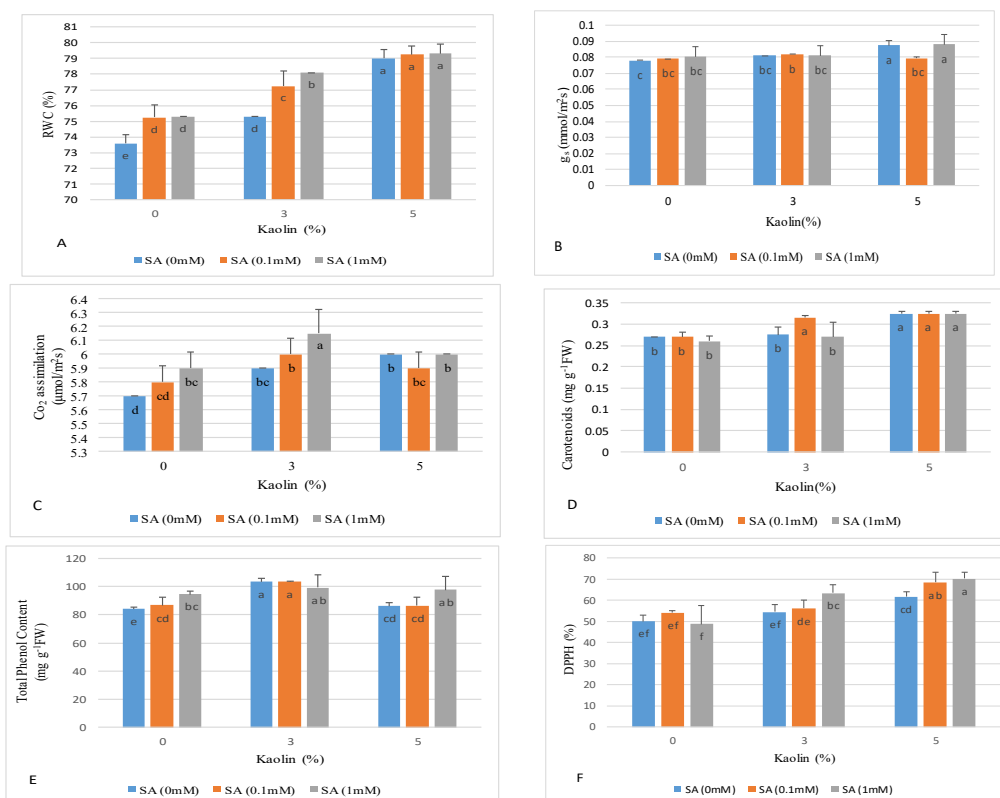 81
80
79
78
77
76
75
74
73
72
71
70
RWC (%)
e d d d c b a a a
0 3 5
Kaolin (%)
A
SA (0mM) SA (0.1mM) SA (1mM)
0.1
0.09
0.08
0.07
0.06
0.05
0.04
0.03
0.02
0.01
0
gs (mmol/m²s)
c bc bc bc b bc a bc a
0 3 5
Kaolin(%)
B
SA (0mM) SA (0.1mM) SA (1mM)
6.4
6.3
6.2
6.1
6
5.9
5.8
5.7
5.6
5.5
5.4
5.3
Co₂ assimilation
(µmol/m²s)
d cd bc bc b a b bc b
0 3 5
Kaolin (%)
C
SA (0mM) SA (0.1mM) SA (1mM)
0.35
0.3
0.25
0.2
0.15
0.1
0.05
0
Carotenoids (mg g⁻¹FW)
b b b b a b a a a
0 3 5
Kaolin(%)
D
SA (0mM) SA (0.1mM) SA (1mM)
120
100
80
60
40
20
0
Total Phenol Content
(mg g⁻¹FW)
e cd bc a a ab cd cd ab
0 3 5
Kaolin (%)
E
SA (0mM) SA (0.1mM) SA (1mM)
80
70
60
50
40
30
20
10
0
DPPH (%)
ef ef f ef de bc cd ab a
0 3 5
Kaolin (%)
F
SA (0mM) SA (0.1mM) SA (1mM)